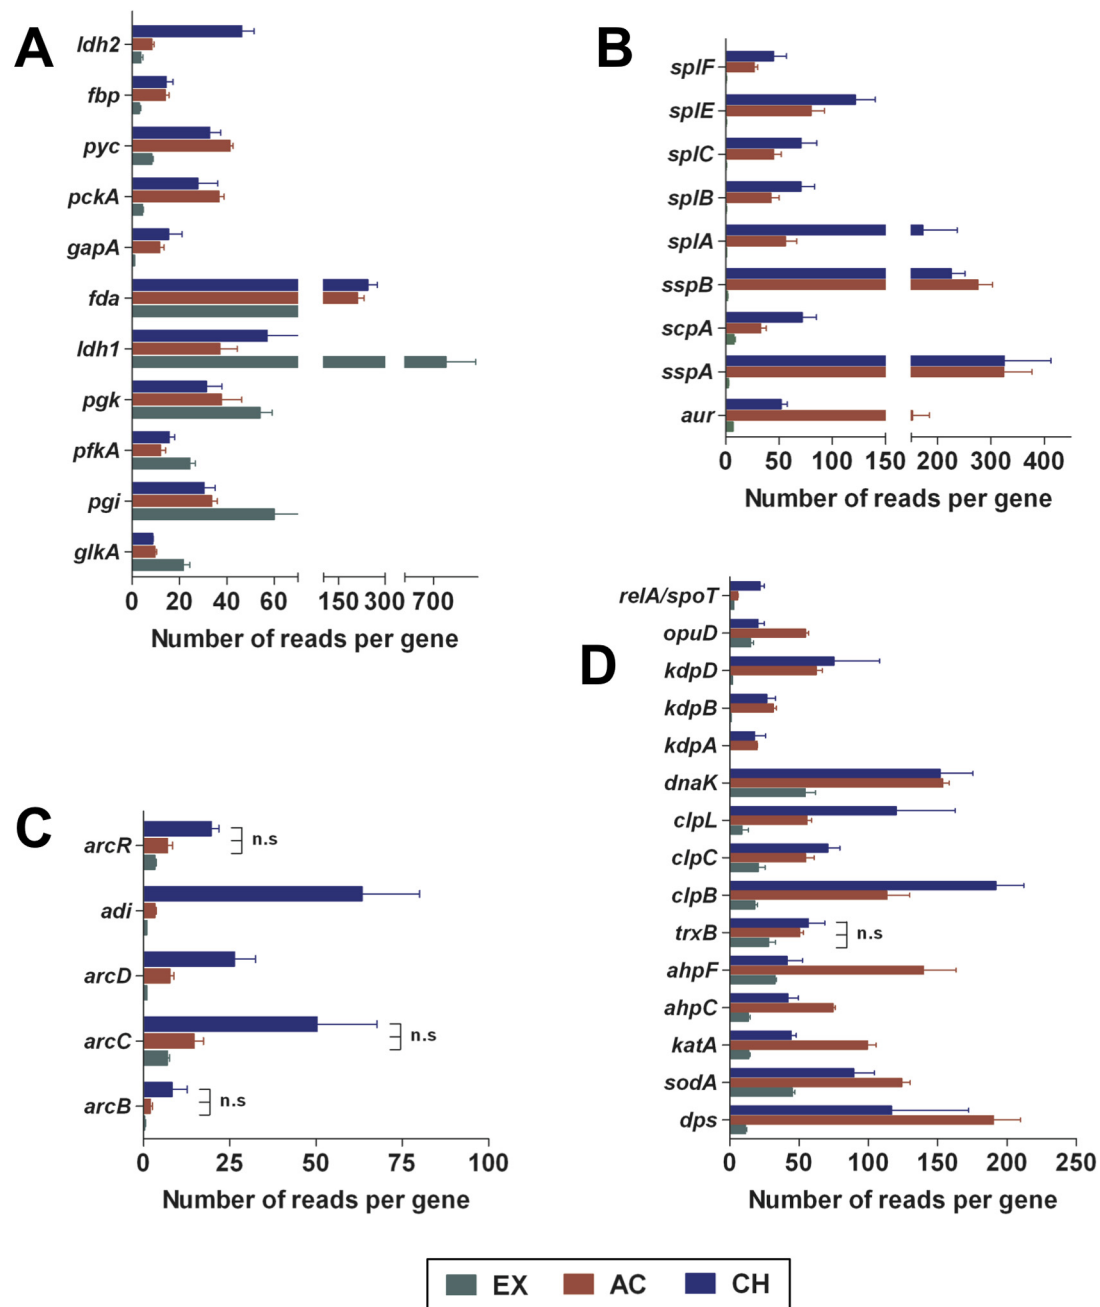 A
ldh2
fbp
pyc
pckA
gapA
fda
ldh1
pgk
pfkA
pgi
glkA
0 20 40 60 150 300 700
Number of reads per gene
B
splF
splE
splC
splB
splA
sspB
scpA
sspA
aur
0 50 100 150 200 300 400
Number of reads per gene
C
arcR
n.s
adi
arcD
arcC
n.s
arcB
n.s
0 25 50 75 100
Number of reads per gene
D
relA/spoT
opuD
kdpD
kdpB
kdpA
dnaK
clpL
clpC
clpB
trxB
n.s
ahpF
ahpC
katA
sodA
dps
0 50 100 150 200 250
Number of reads per gene
EX AC CH